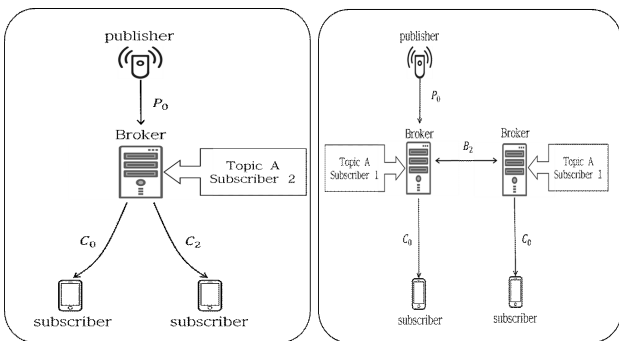 publisher
P0
Broker
Topic A
Subscriber 2
C0
C2
subscriber
subscriber
publisher
P0
Broker
Broker
Topic A
Subscriber 1
B2
Topic A
Subscriber 1
C0
C0
subscriber
subscriber